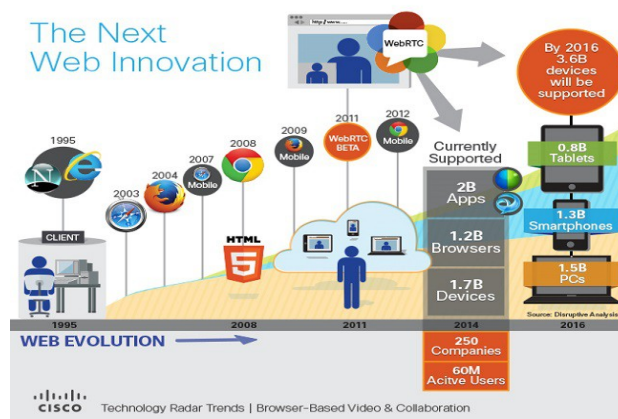 The Next
Web Innovation
http://www.
WebRTC
By 2016
3.6B
devices
will be
supported
1995
2003
2004
2007
Mobile
2008
2009
Mobile
2011
WebRTC
BETA
2012
Mobile
Currently
Supported
2B
Apps
1.2B
Browsers
1.7B
Devices
0.8B
Tablets
1.3B
Smartphones
1.5B
PCs
Source: Disruptive Analysis
N
CLIENT
HTML
5
1995
2008
2011
2014
2016
WEB EVOLUTION
250
Companies
60M
Acitve Users
CISCO
Technology Radar Trends | Browser-Based Video & Collaboration